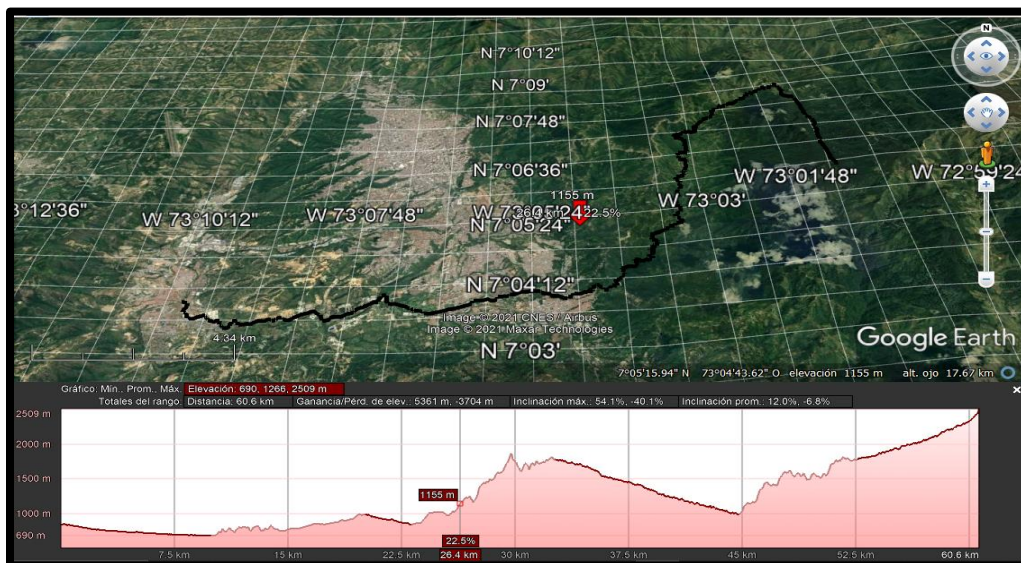 N
N 7°10'12"
N 7°09'
N 7°07'48"
N 7°06'36"
W 73°01'48"
W 72°59'24
1155 m
3°12'36"
W 73°10'12"
W 73°07'48"
W 73°05'24"
26.4 km 22.5%
W 73°03'
N 7°05'24"
N 7°04'12"
Image © 2021 CNES / Airbus
Image © 2021 Maxar Technologies
4.34 km
Google Earth
N 7°03'
7°05'15.94" N 73°04'43.62" O elevación 1155 m alt. ojo 17.67 km
Gráfico: Mín., Prom., Máx. Elevación: 690, 1266, 2509 m
Totales del rango: Distancia: 60.6 km Ganancia/Pérd. de elev.: 5361 m, -3704 m Inclinación máx.: 54.1%, -40.1% Inclinación prom.: 12.0%, -6.8%
2509 m
2000 m
1500 m
1155 m
1000 m
690 m
22.5%
7.5 km 15 km 22.5 km 26.4 km 30 km 37.5 km 45 km 52.5 km 60.6 km